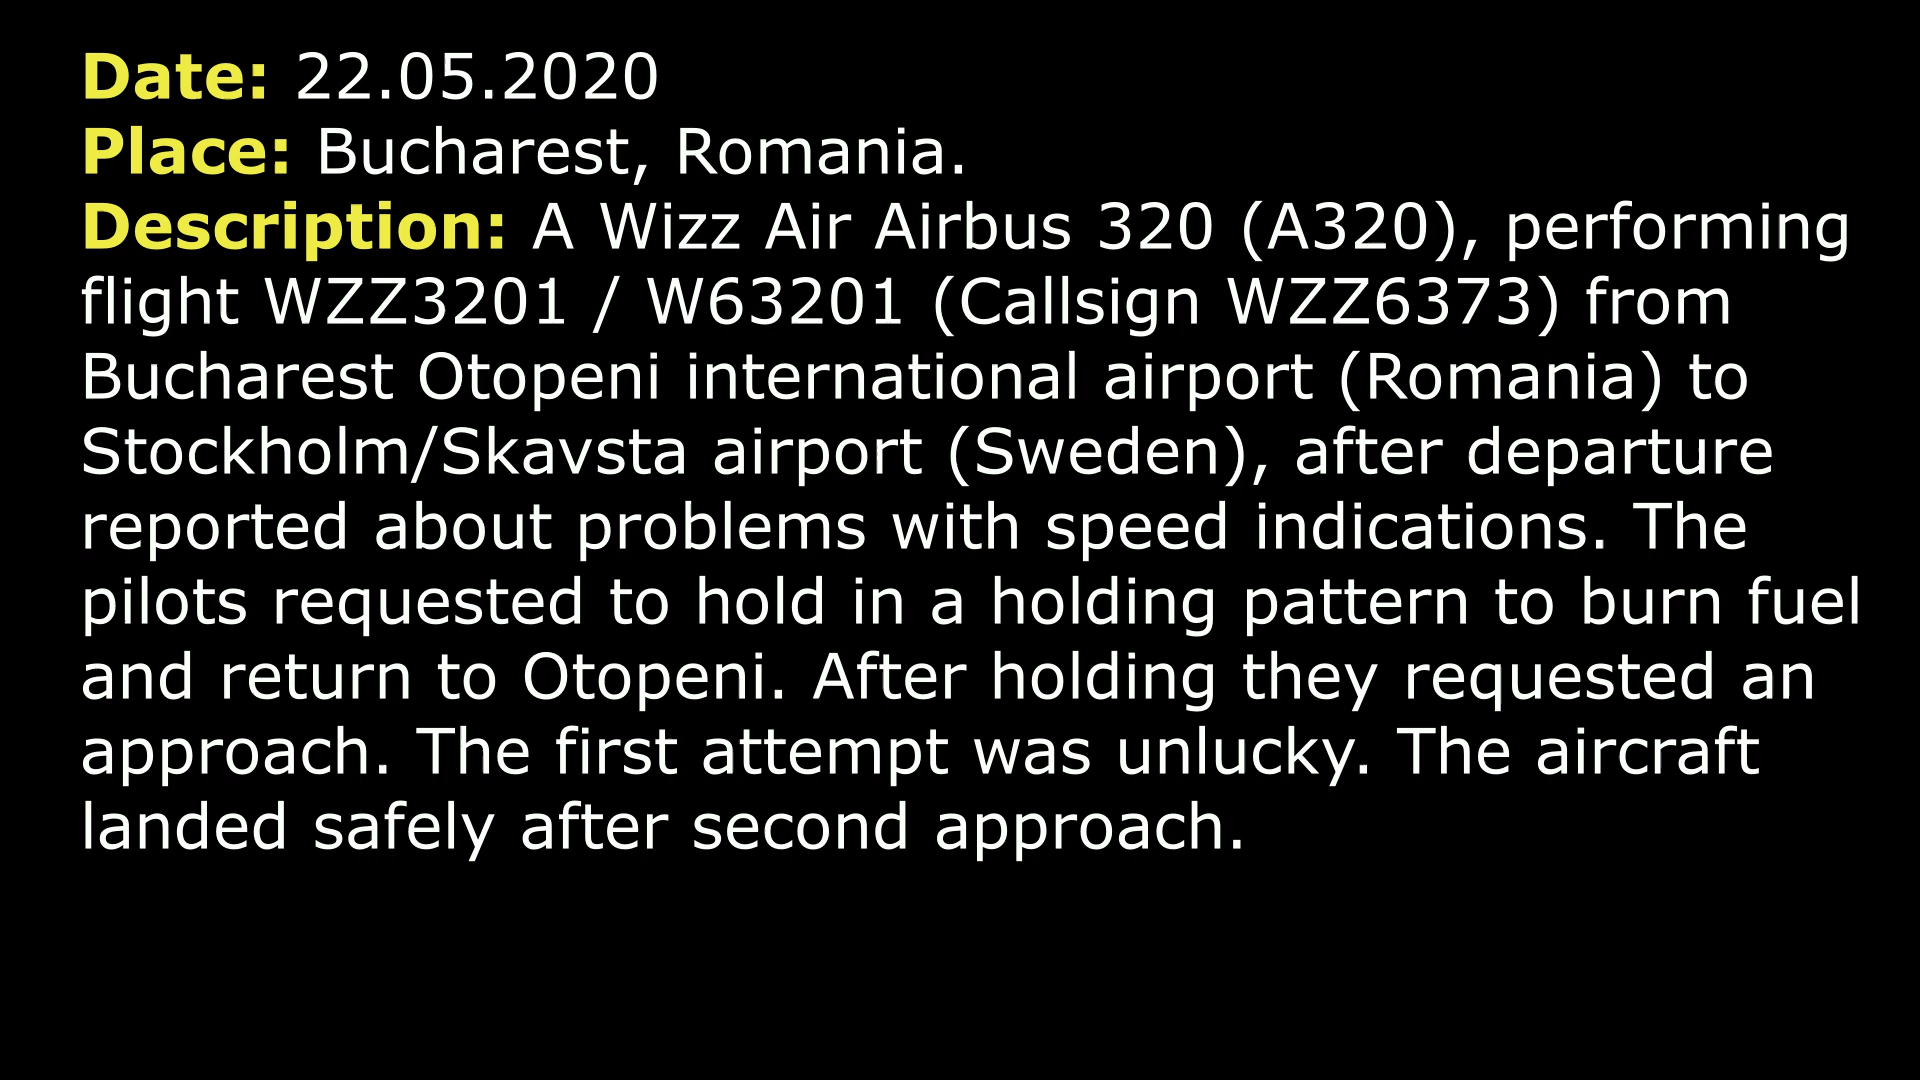 Date: 22.05.2020
Place: Bucharest, Romania.
Description: A Wizz Air Airbus 320 (A320), performing
flight WZZ3201 / W63201 (Callsign WZZ6373) from
Bucharest Otopeni international airport (Romania) to
Stockholm/Skavsta airport (Sweden), after departure
reported about problems with speed indications. The
pilots requested to hold in a holding pattern to burn fuel
and return to Otopeni. After holding they requested an
approach. The first attempt was unlucky. The aircraft
landed safely after second approach.